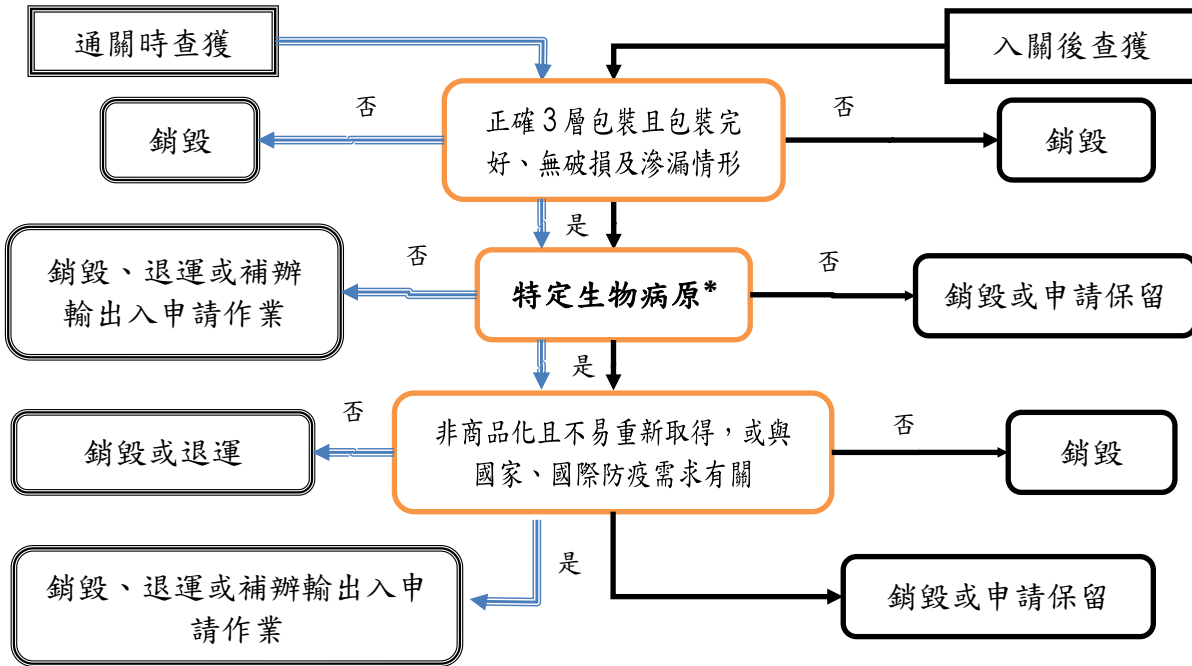 通關時查獲
入關後查獲
否
否
銷毀
正確3層包裝且包裝完
好、無破損及滲漏情形
銷毀
是
否
否
銷毀、退運或補辦
輸出入申請作業
特定生物病原*
銷毀或申請保留
是
否
否
銷毀或退運
非商品化且不易重新取得，或與
國家、國際防疫需求有關
銷毀
是
銷毀、退運或補辦輸出入申
請作業
銷毀或申請保留